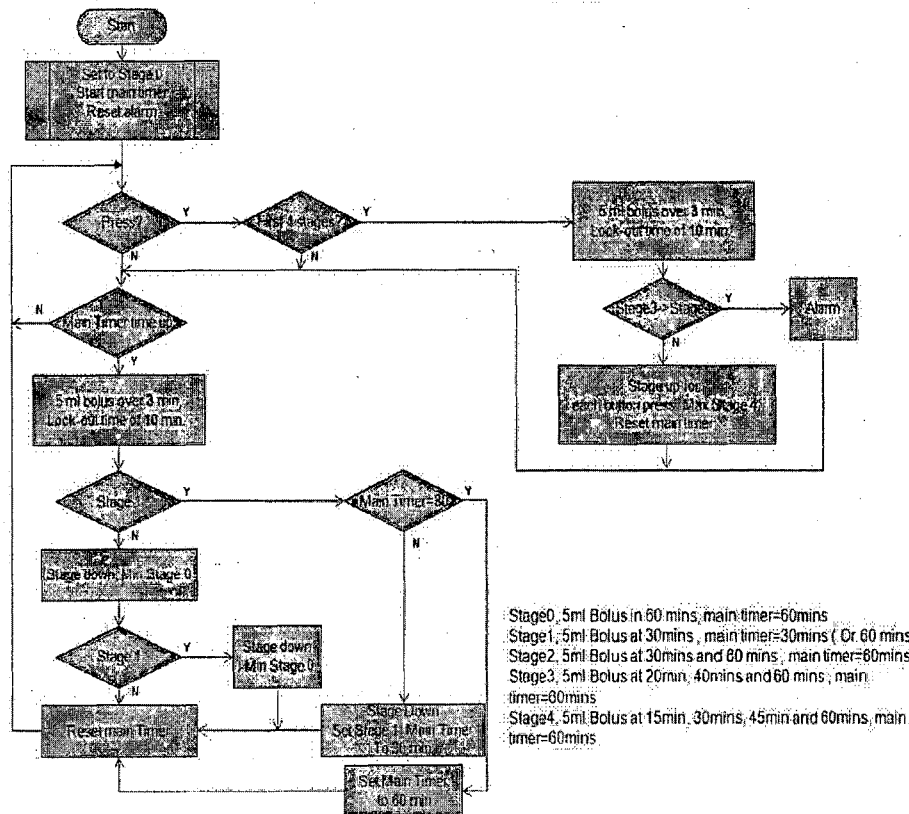 Start
Set to Stage 0
Start main timer
Reset alarm
Press?
Y
Y
N
N
5 ml bolus over 3 min,
Lock-out time of 10 min.
Stage3->
Y
Alarm
N
Stage up for
each button press, Max Stage 4,
Reset main timer
N
Main Timer time up
Y
5 ml bolus over 3 min,
Lock-out time of 10 min.
Stage
Y
Y
N
N
Stage down, Min Stage 0
Stage 1
Y
Stage down
Min Stage 0
N
Reset main Timer
Stage Down
Set Stage 1, Main Time
To 30 min
Set Main Timer
to 60 min
Stage0, 5ml Bolus in 60 mins, main timer=60mins
Stage1, 5ml Bolus at 30mins , main timer=30mins ( Or 60 mins
Stage2, 5ml Bolus at 30mins and 60 mins , main timer=60mins
Stage3, 5ml Bolus at 20min, 40mins and 60 mins , main
timer=60mins
Stage4, 5ml Bolus at 15min, 30mins, 45min and 60mins, main
timer=60mins